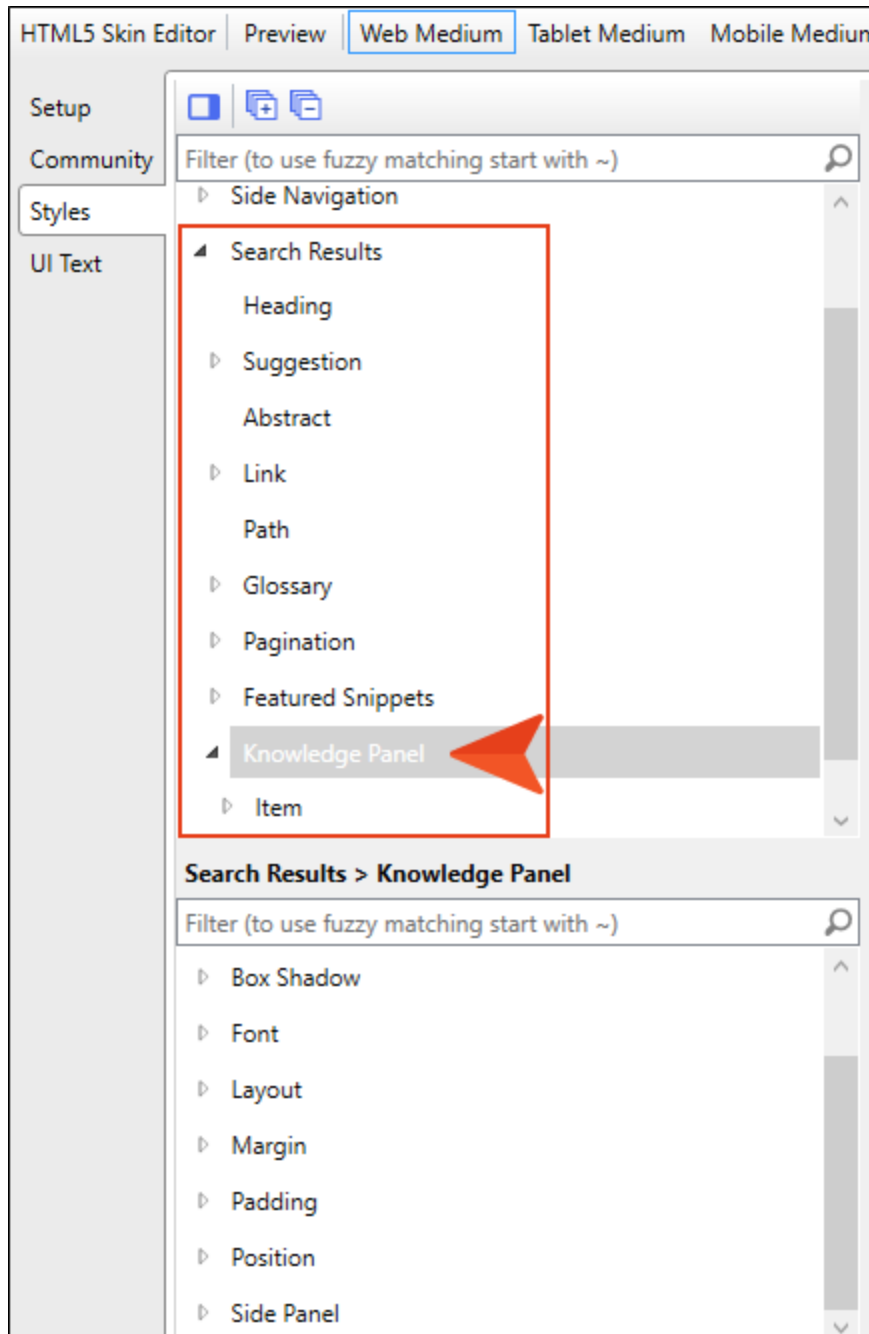 HTML5 Skin Editor Preview Web Medium Tablet Medium Mobile Medium
Setup
Community
Styles
UI Text
Filter (to use fuzzy matching start with ~)
Side Navigation
Search Results
Heading
Suggestion
Abstract
Link
Path
Glossary
Pagination
Featured Snippets
Knowledge Panel
Item
Search Results > Knowledge Panel
Filter (to use fuzzy matching start with ~)
Box Shadow
Font
Layout
Margin
Padding
Position
Side Panel